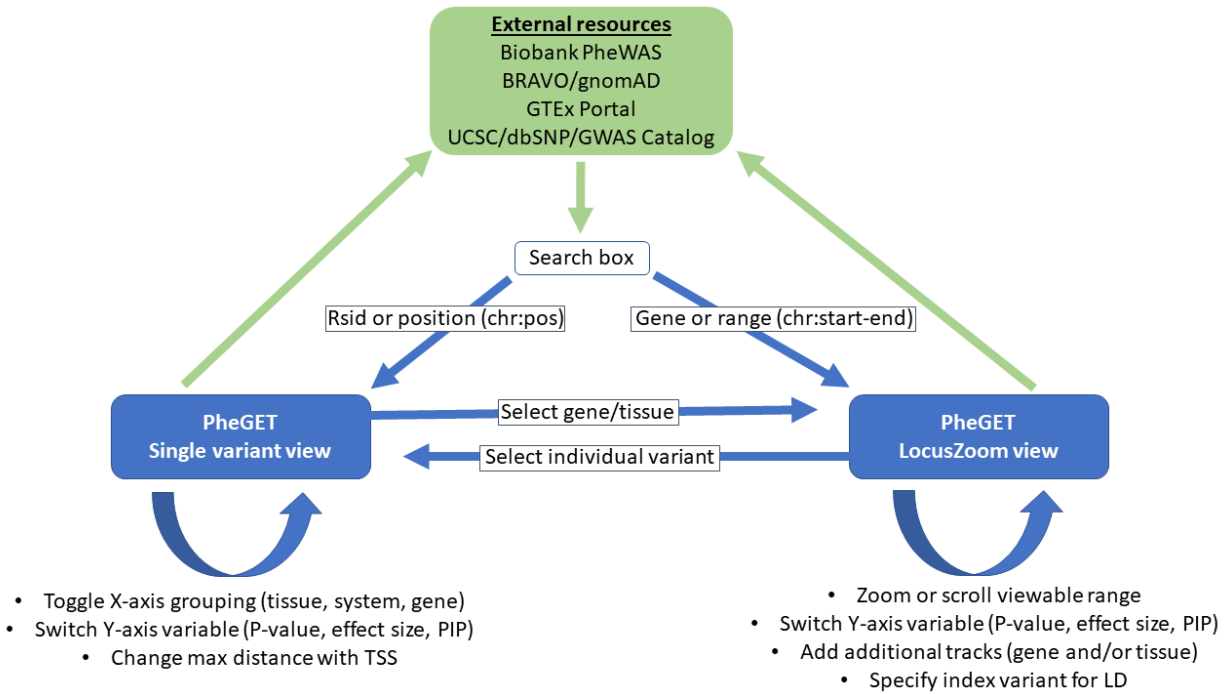 External resources
Biobank PheWAS
BRAVO/gnomAD
GTEx Portal
UCSC/dbSNP/GWAS Catalog
Search box
Rsid or position (chr:pos)
Gene or range (chr:start-end)
PheGET
Single variant view
Select gene/tissue
Select individual variant
PheGET
LocusZoom view
• Toggle X-axis grouping (tissue, system, gene)
• Switch Y-axis variable (P-value, effect size, PIP)
• Change max distance with TSS
• Zoom or scroll viewable range
• Switch Y-axis variable (P-value, effect size, PIP)
• Add additional tracks (gene and/or tissue)
• Specify index variant for LD